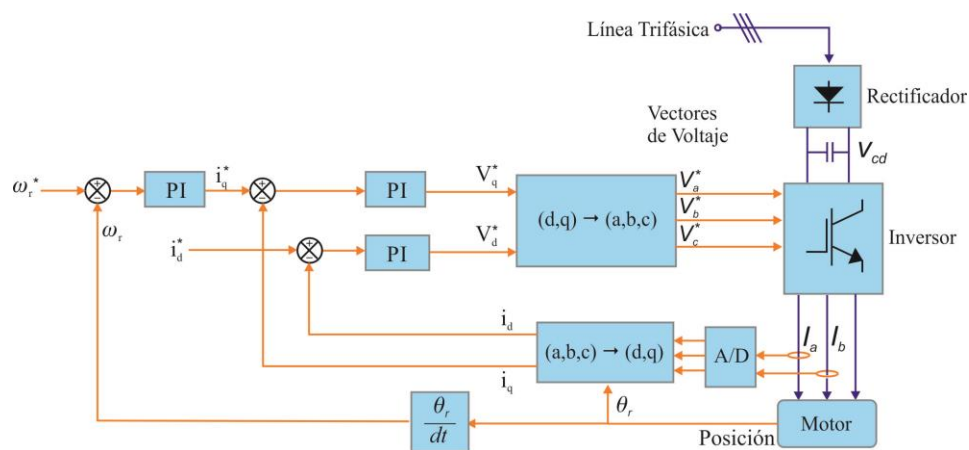 Línea Trifásica
Rectificador
Vectores
de Voltaje
V_cd
ω_r*
+
−
PI
i_q*
+
−
PI
V_q*
(d,q) → (a,b,c)
V_a*
V_b*
V_c*
Inversor
ω_r
i_d*
+
−
PI
V_d*
i_d
(a,b,c) → (d,q)
A/D
I_a
I_b
i_q
θ_r
θ_r
dt
Posición
Motor